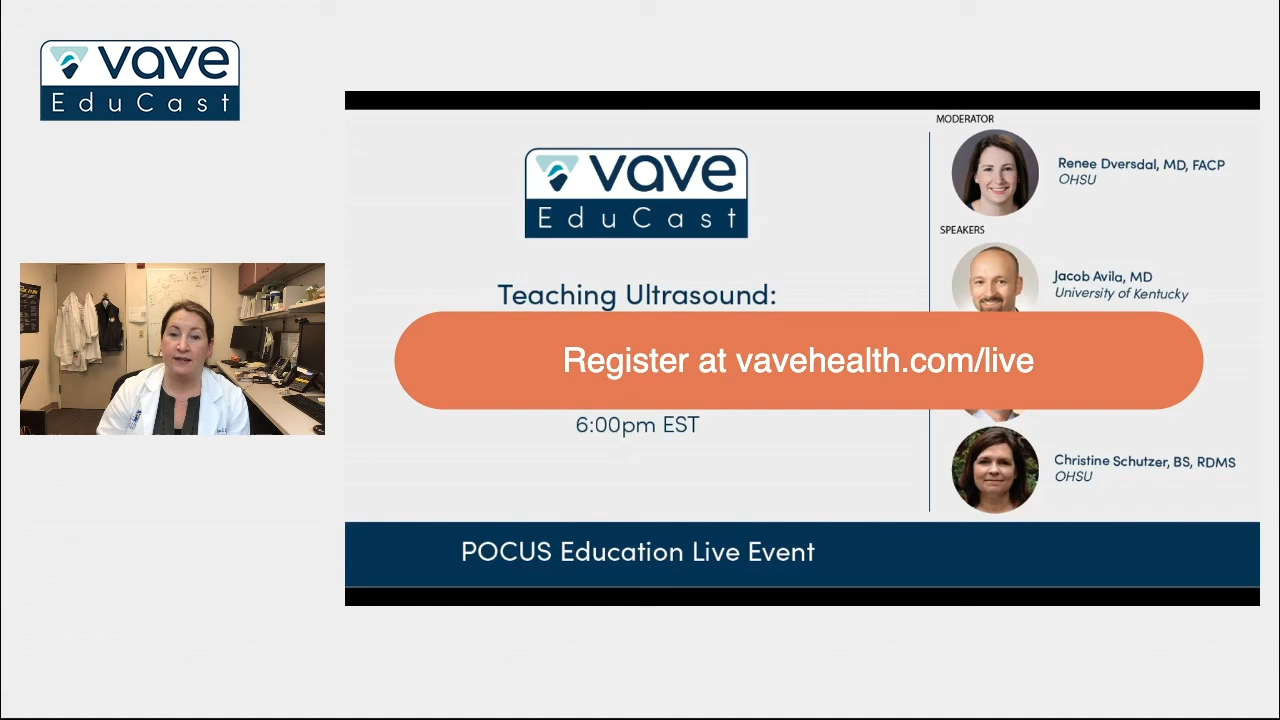 vave
EduCast
vave
EduCast
Teaching Ultrasound:
6:00pm EST
POCUS Education Live Event
Register at vavehealth.com/live
MODERATOR
Renee Dversdal, MD, FACP
OHSU
SPEAKERS
Jacob Avila, MD
University of Kentucky
Christine Schutzer, BS, RDMS
OHSU